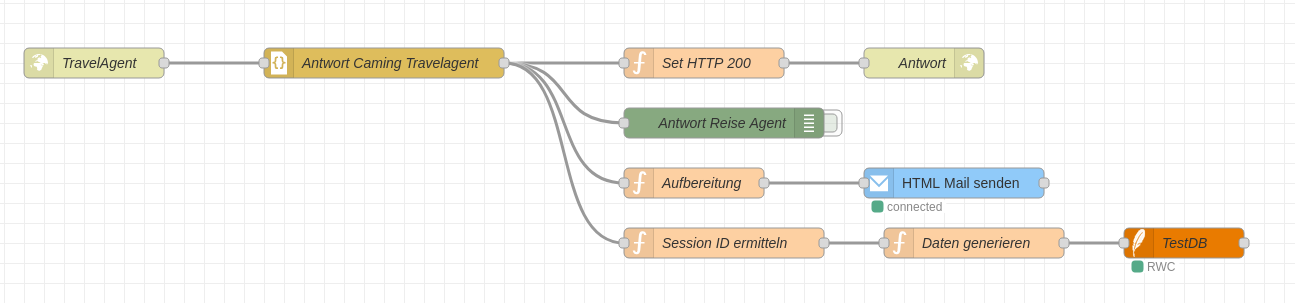 TravelAgent
Antwort Caming Travelagent
Set HTTP 200
Antwort
Antwort Reise Agent
Aufbereitung
HTML Mail senden
connected
Session ID ermitteln
Daten generieren
TestDB
RWC